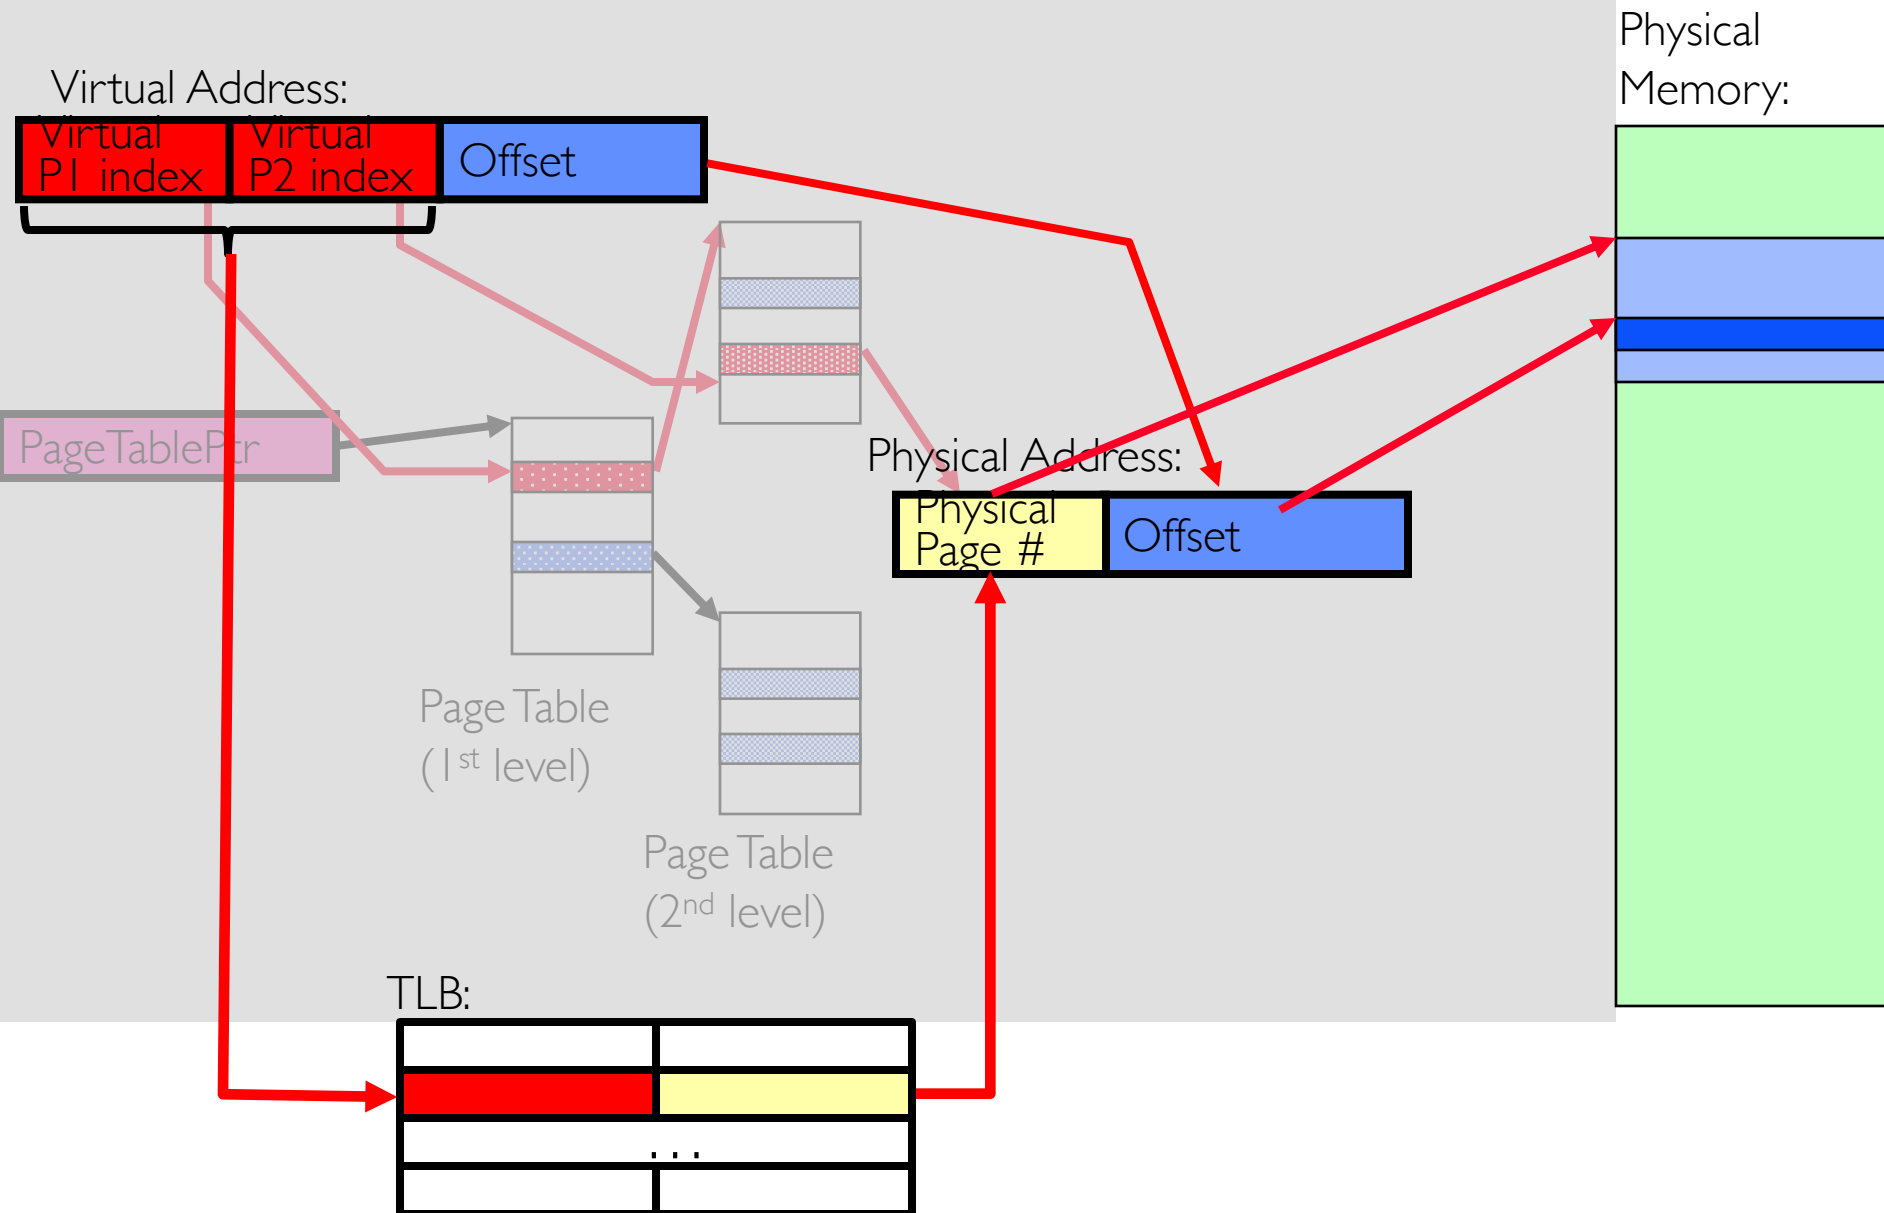 Physical
Memory:
Virtual Address:
Virtual
P1 index
Virtual
P2 index
Offset
PageTablePtr
Physical Address:
Physical
Page #
Offset
Page Table
(1st level)
Page Table
(2nd level)
TLB:
...